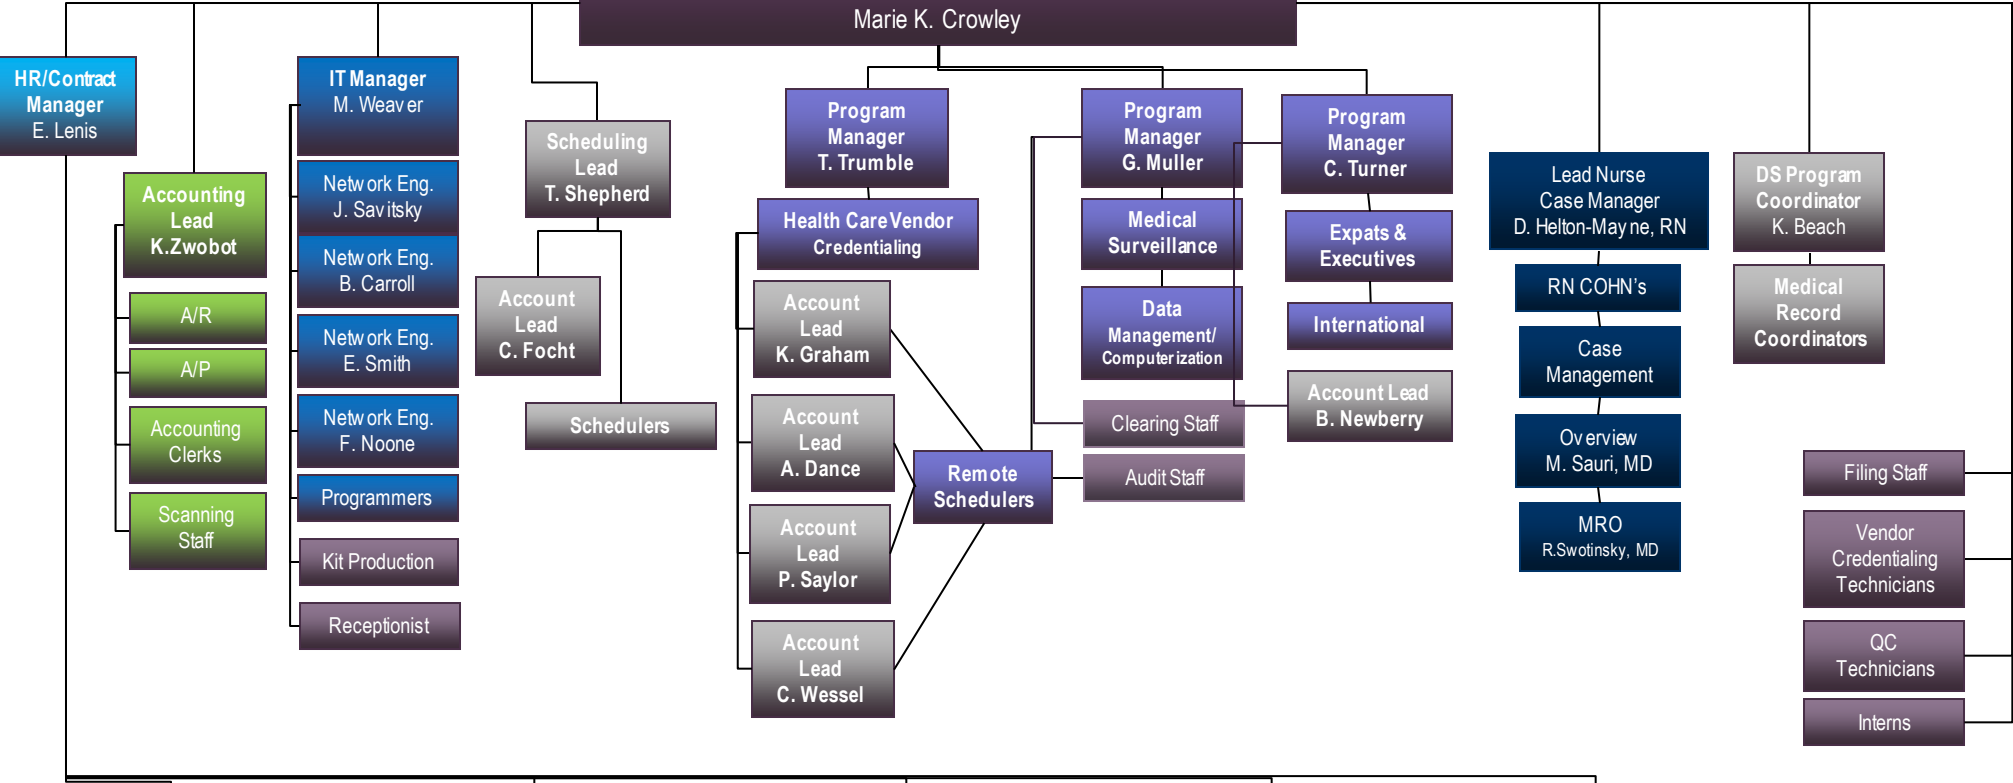 Marie K. Crowley
HR/Contract
Manager
E. Lenis
Accounting
Lead
K.Zwobot
A/R
A/P
Accounting
Clerks
Scanning
Staff
IT Manager
M. Weaver
Network Eng.
J. Savitsky
Network Eng.
B. Carroll
Network Eng.
E. Smith
Network Eng.
F. Noone
Programmers
Kit Production
Receptionist
Scheduling
Lead
T. Shepherd
Account
Lead
C. Focht
Schedulers
Program
Manager
T. Trumble
Health Care Vendor
Credentialing
Account
Lead
K. Graham
Account
Lead
A. Dance
Account
Lead
P. Saylor
Account
Lead
C. Wessel
Remote
Schedulers
Program
Manager
G. Muller
Medical
Surveillance
Data
Management/
Computerization
Clearing Staff
Audit Staff
Program
Manager
C. Turner
Expats &
Executives
International
Account Lead
B. Newberry
Lead Nurse
Case Manager
D. Helton-Mayne, RN
RN COHN's
Case
Management
Overview
M. Sauri, MD
MRO
R.Swotinsky, MD
DS Program
Coordinator
K. Beach
Medical
Record
Coordinators
Filing Staff
Vendor
Credentialing
Technicians
QC
Technicians
Interns